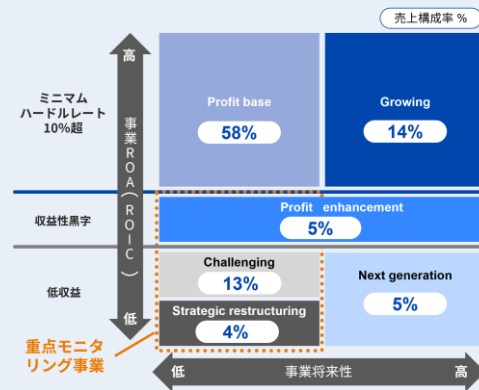 売上構成率 %
高
ミニマム
ハードルレート
10%超
Profit base
58%
Growing
14%
事業ROA(ROIC)
収益性黒字
Profit enhancement
5%
低収益
Challenging
13%
Next generation
5%
Strategic restructuring
4%
低
重点モニタ
リング事業
低
事業将来性
高